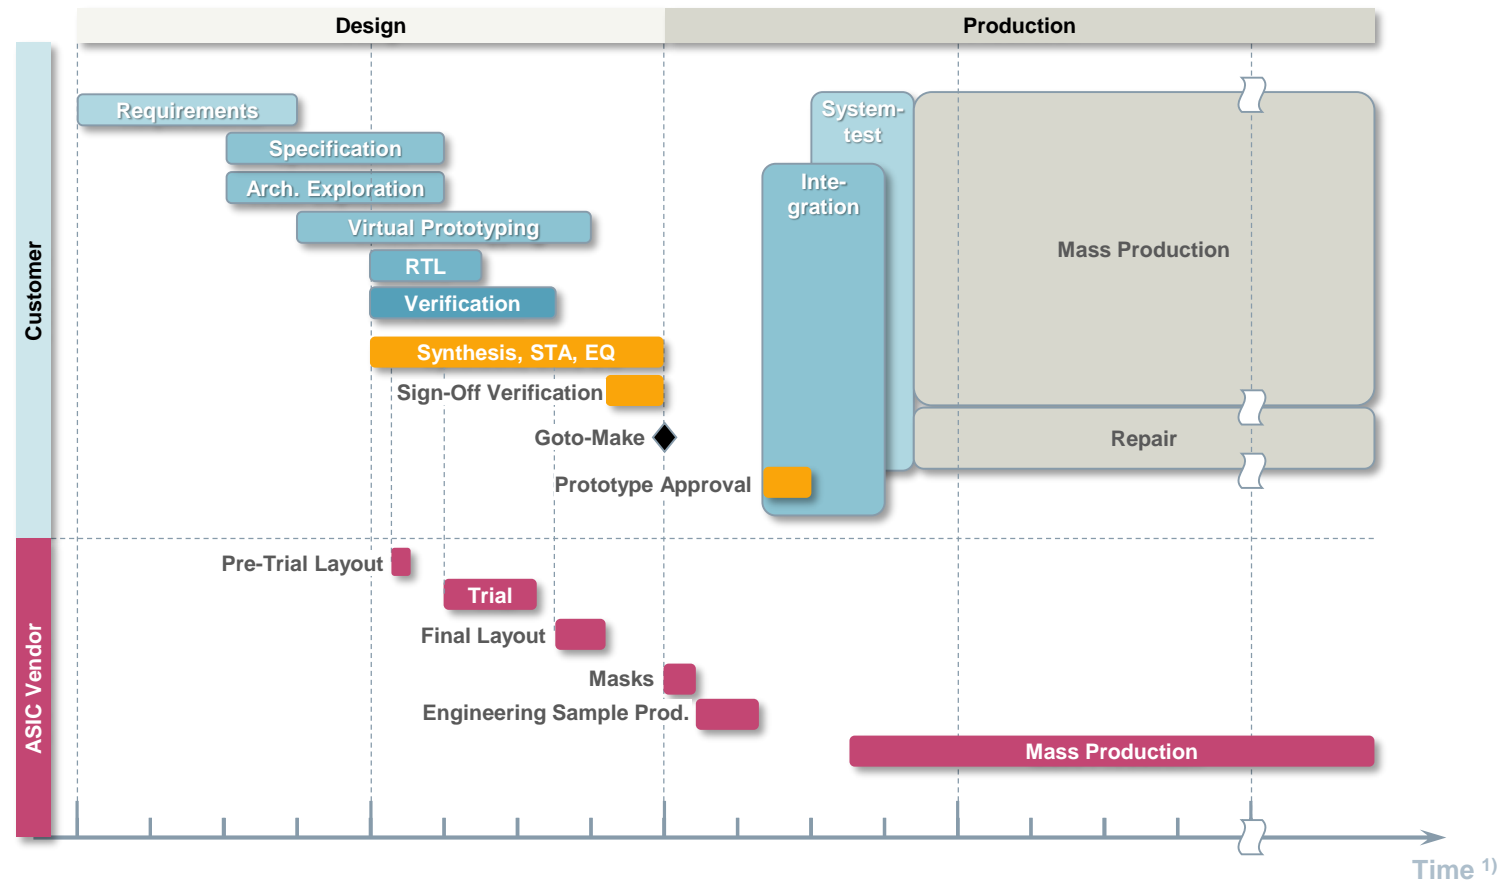 Design
Production
Customer
Requirements
System-
test
Specification
Inte-
gration
Arch. Exploration
Virtual Prototyping
Mass Production
RTL
Verification
Synthesis, STA, EQ
Sign-Off Verification
Goto-Make
Repair
Prototype Approval
ASIC Vendor
Pre-Trial Layout
Trial
Final Layout
Masks
Engineering Sample Prod.
Mass Production
Time 1)